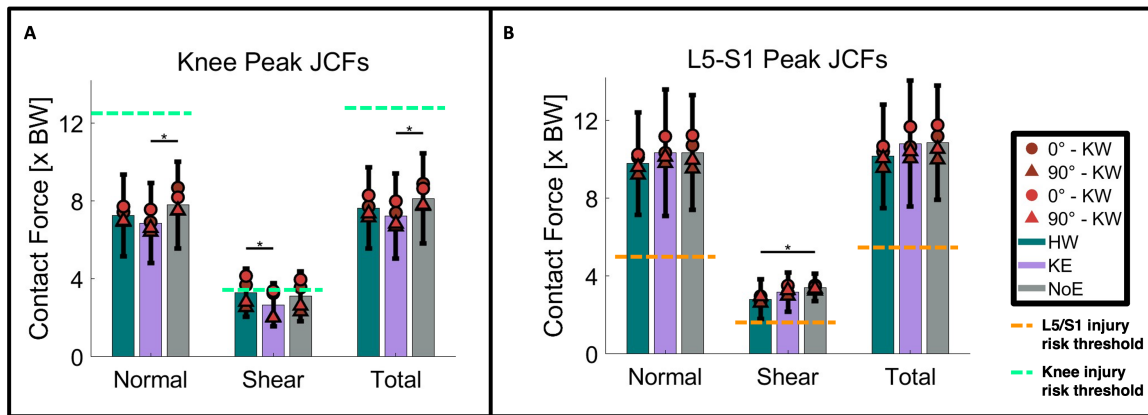 A
Knee Peak JCFs
Contact Force [x BW]
12
8
4
0
*
*
*
Normal
Shear
Total
B
L5-S1 Peak JCFs
Contact Force [x BW]
12
8
4
0
*
Normal
Shear
Total
0° - KW
90° - KW
0° - KW
90° - KW
HW
KE
NoE
L5/S1 injury
risk threshold
Knee injury
risk threshold